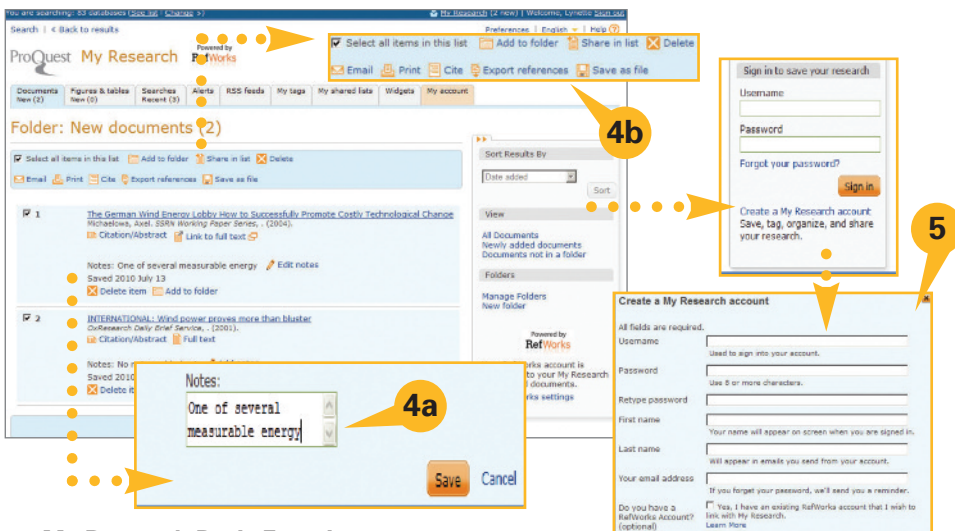 You are searching: 83 databases (See list | Change >)
My Research (2 new) | Welcome, Lynette Sign out
Search | < Back to results
Preferences | English | Help
ProQuest My Research Powered by RefWorks
Documents New (2) Figures & tables New (0) Searches Recent (3) Alerts RSS feeds My tags My shared lists Widgets My account
Folder: New documents (2)
Select all items in this list Add to folder Share in list Delete
Email Print Cite Export references Save as file
1 The German Wind Energy Lobby How to Successfully Promote Costly Technological Change
Michaelowa, Axel. SSRN Working Paper Series, . (2004).
Citation/Abstract Link to full text
Notes: One of several measurable energy Edit notes
Saved 2010 July 13
Delete item Add to folder
2 INTERNATIONAL: Wind power proves more than bluster
OxResearch Daily Brief Service, . (2001).
Citation/Abstract Full text
Notes: No
Saved 2010
Delete
Sort Results By
Date added
Sort
View
All Documents
Newly added documents
Documents not in a folder
Folders
Manage Folders
New folder
Powered by
RefWorks
account is
to your My Research
documents.
settings
Select all items in this list Add to folder Share in list Delete
Email Print Cite Export references Save as file
4b
Sign in to save your research
Username
Password
Forgot your password?
Sign in
Create a My Research account
Save, tag, organize, and share
your research.
5
Create a My Research account
All fields are required.
Username
Used to sign into your account.
Password
Use 8 or more characters.
Retype password
First name
Your name will appear on screen when you are signed in.
Last name
Will appear in emails you send from your account.
Your email address
If you forget your password, we'll send you a reminder.
Do you have a RefWorks Account? (optional)
Yes, I have an existing RefWorks account that I wish to link with My Research.
Learn More
Notes:
One of several
measurable energy
4a
Save Cancel